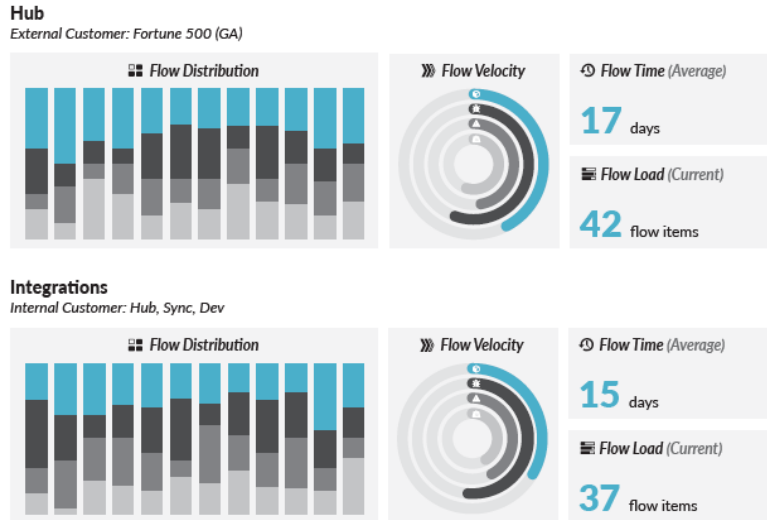 Hub
External Customer: Fortune 500 (GA)
Flow Distribution
Flow Velocity
Flow Time (Average)
17 days
Flow Load (Current)
42 flow items
Integrations
Internal Customer: Hub, Sync, Dev
Flow Distribution
Flow Velocity
Flow Time (Average)
15 days
Flow Load (Current)
37 flow items